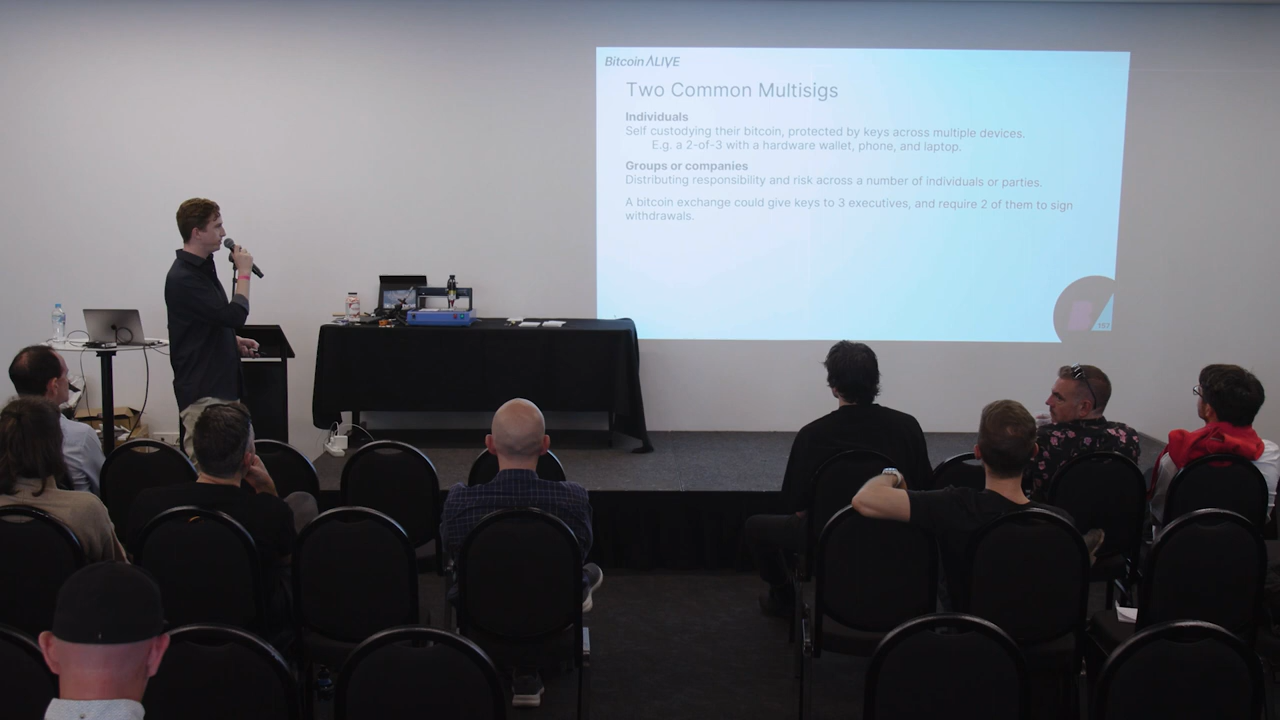 Bitcoin ALIVE
Two Common Multisigs
Individuals
Self custodying their bitcoin, protected by keys across multiple devices.
E.g. a 2-of-3 with a hardware wallet, phone, and laptop.
Groups or companies
Distributing responsibility and risk across a number of individuals or parties.
A bitcoin exchange could give keys to 3 executives, and require 2 of them to sign
withdrawals.